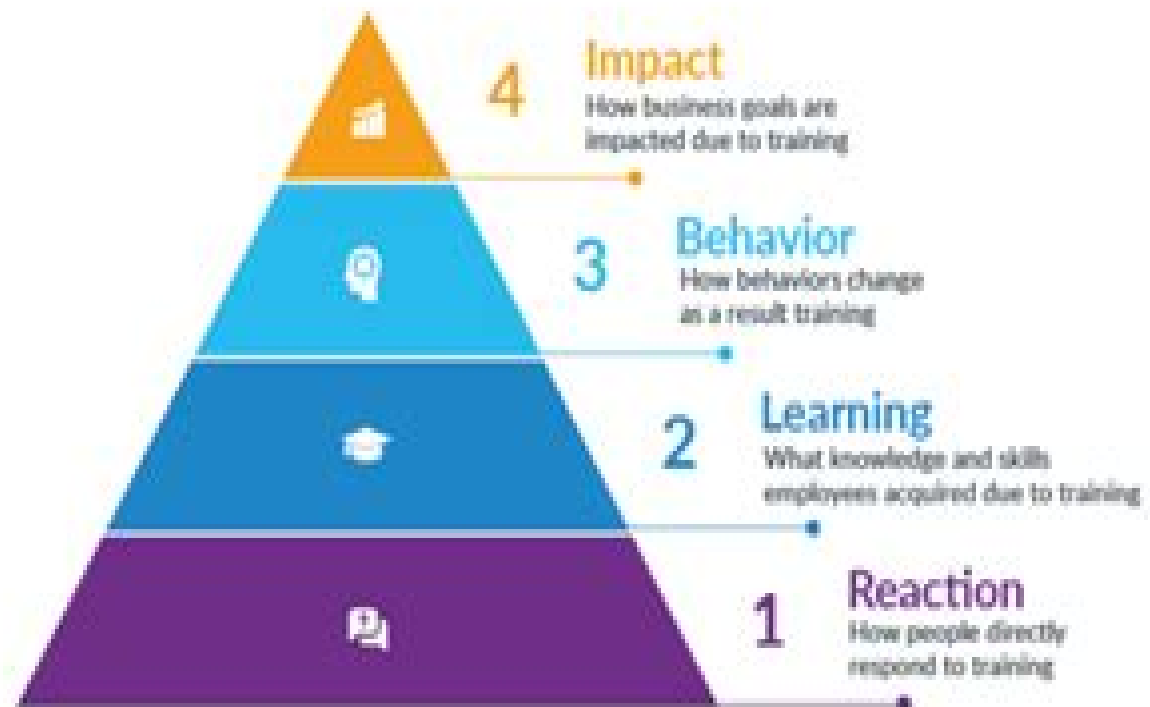 4
Impact
How business goals are
impacted due to training
3
Behavior
How behaviors change
as a result training
2
Learning
What knowledge and skills
employees acquired due to training
1
Reaction
How people directly
respond to training